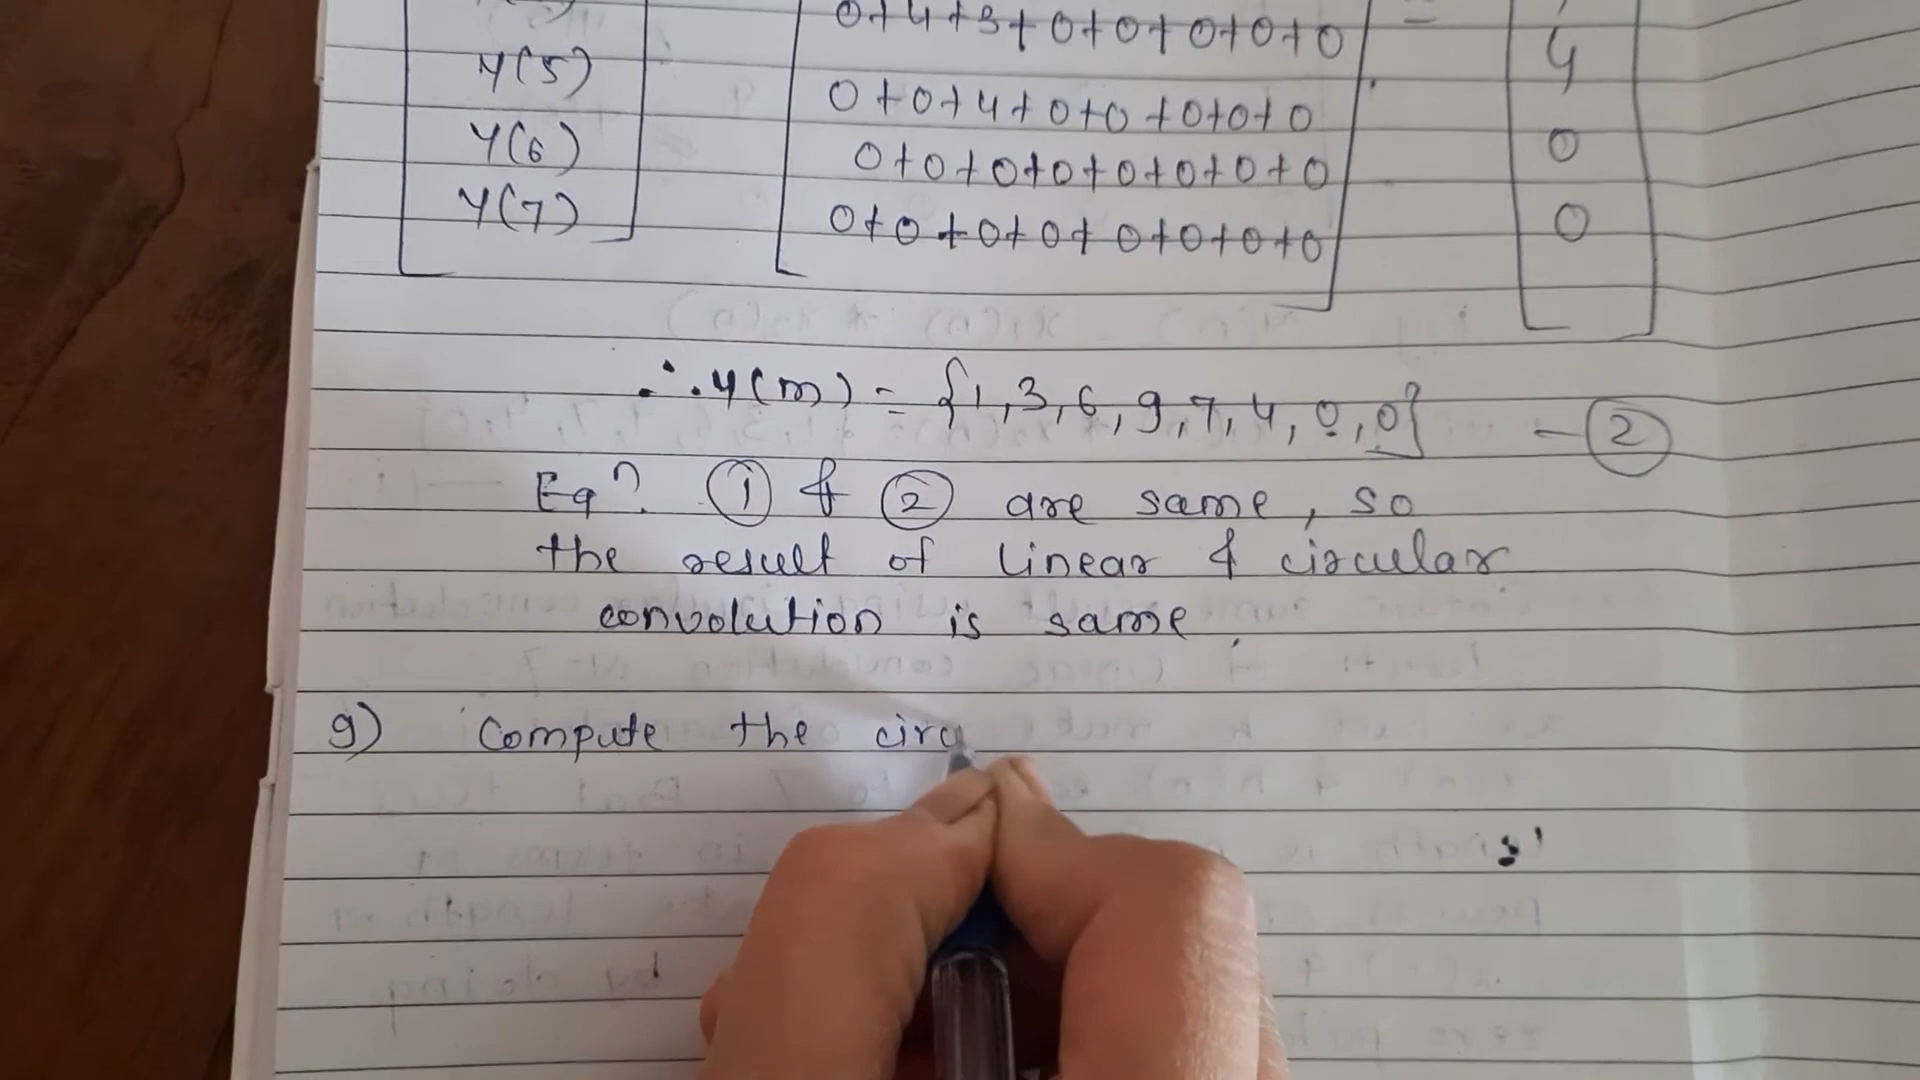 0+4+3+0+0+0+0+0 =
y(5) 0+0+4+0+0+0+0+0 4
y(6) 0+0+0+0+0+0+0+0 0
y(7) 0+0+0+0+0+0+0+0 0
∴ y(m) = {1,3,6,9,7,4,0,0} - ②
Eqn. ① & ② are same, so
the result of linear & circular
convolution is same.
9) Compute the circu